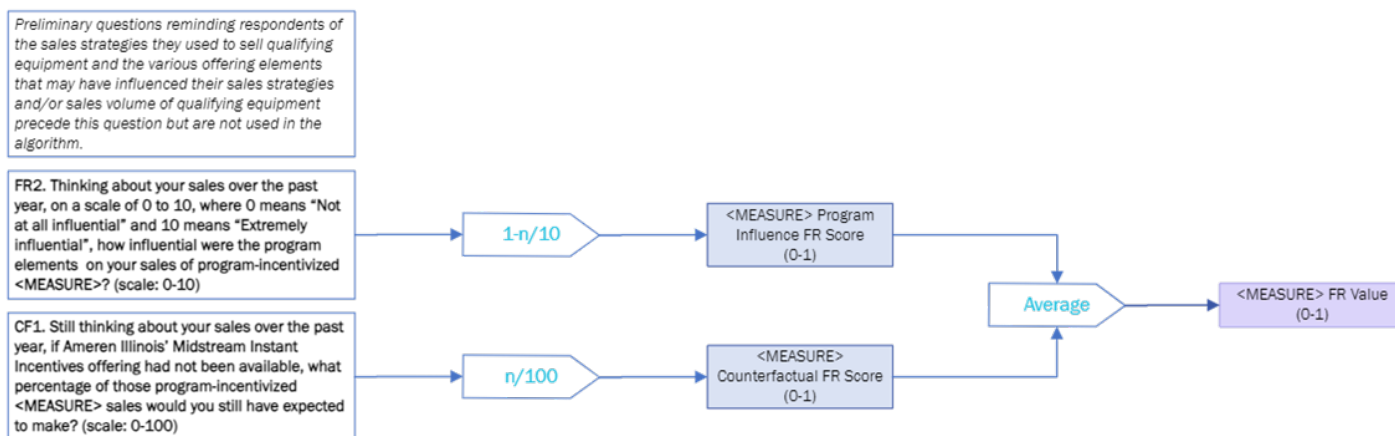 Preliminary questions reminding respondents of
the sales strategies they used to sell qualifying
equipment and the various offering elements
that may have influenced their sales strategies
and/or sales volume of qualifying equipment
precede this question but are not used in the
algorithm.
FR2. Thinking about your sales over the past
year, on a scale of 0 to 10, where 0 means “Not
at all influential” and 10 means “Extremely
influential”, how influential were the program
elements on your sales of program-incentivized
<MEASURE>? (scale: 0-10)
1-n/10
<MEASURE> Program
Influence FR Score
(0-1)
CF1. Still thinking about your sales over the past
year, if Ameren Illinois’ Midstream Instant
Incentives offering had not been available, what
percentage of those program-incentivized
<MEASURE> sales would you still have expected
to make? (scale: 0-100)
n/100
<MEASURE>
Counterfactual FR Score
(0-1)
Average
<MEASURE> FR Value
(0-1)